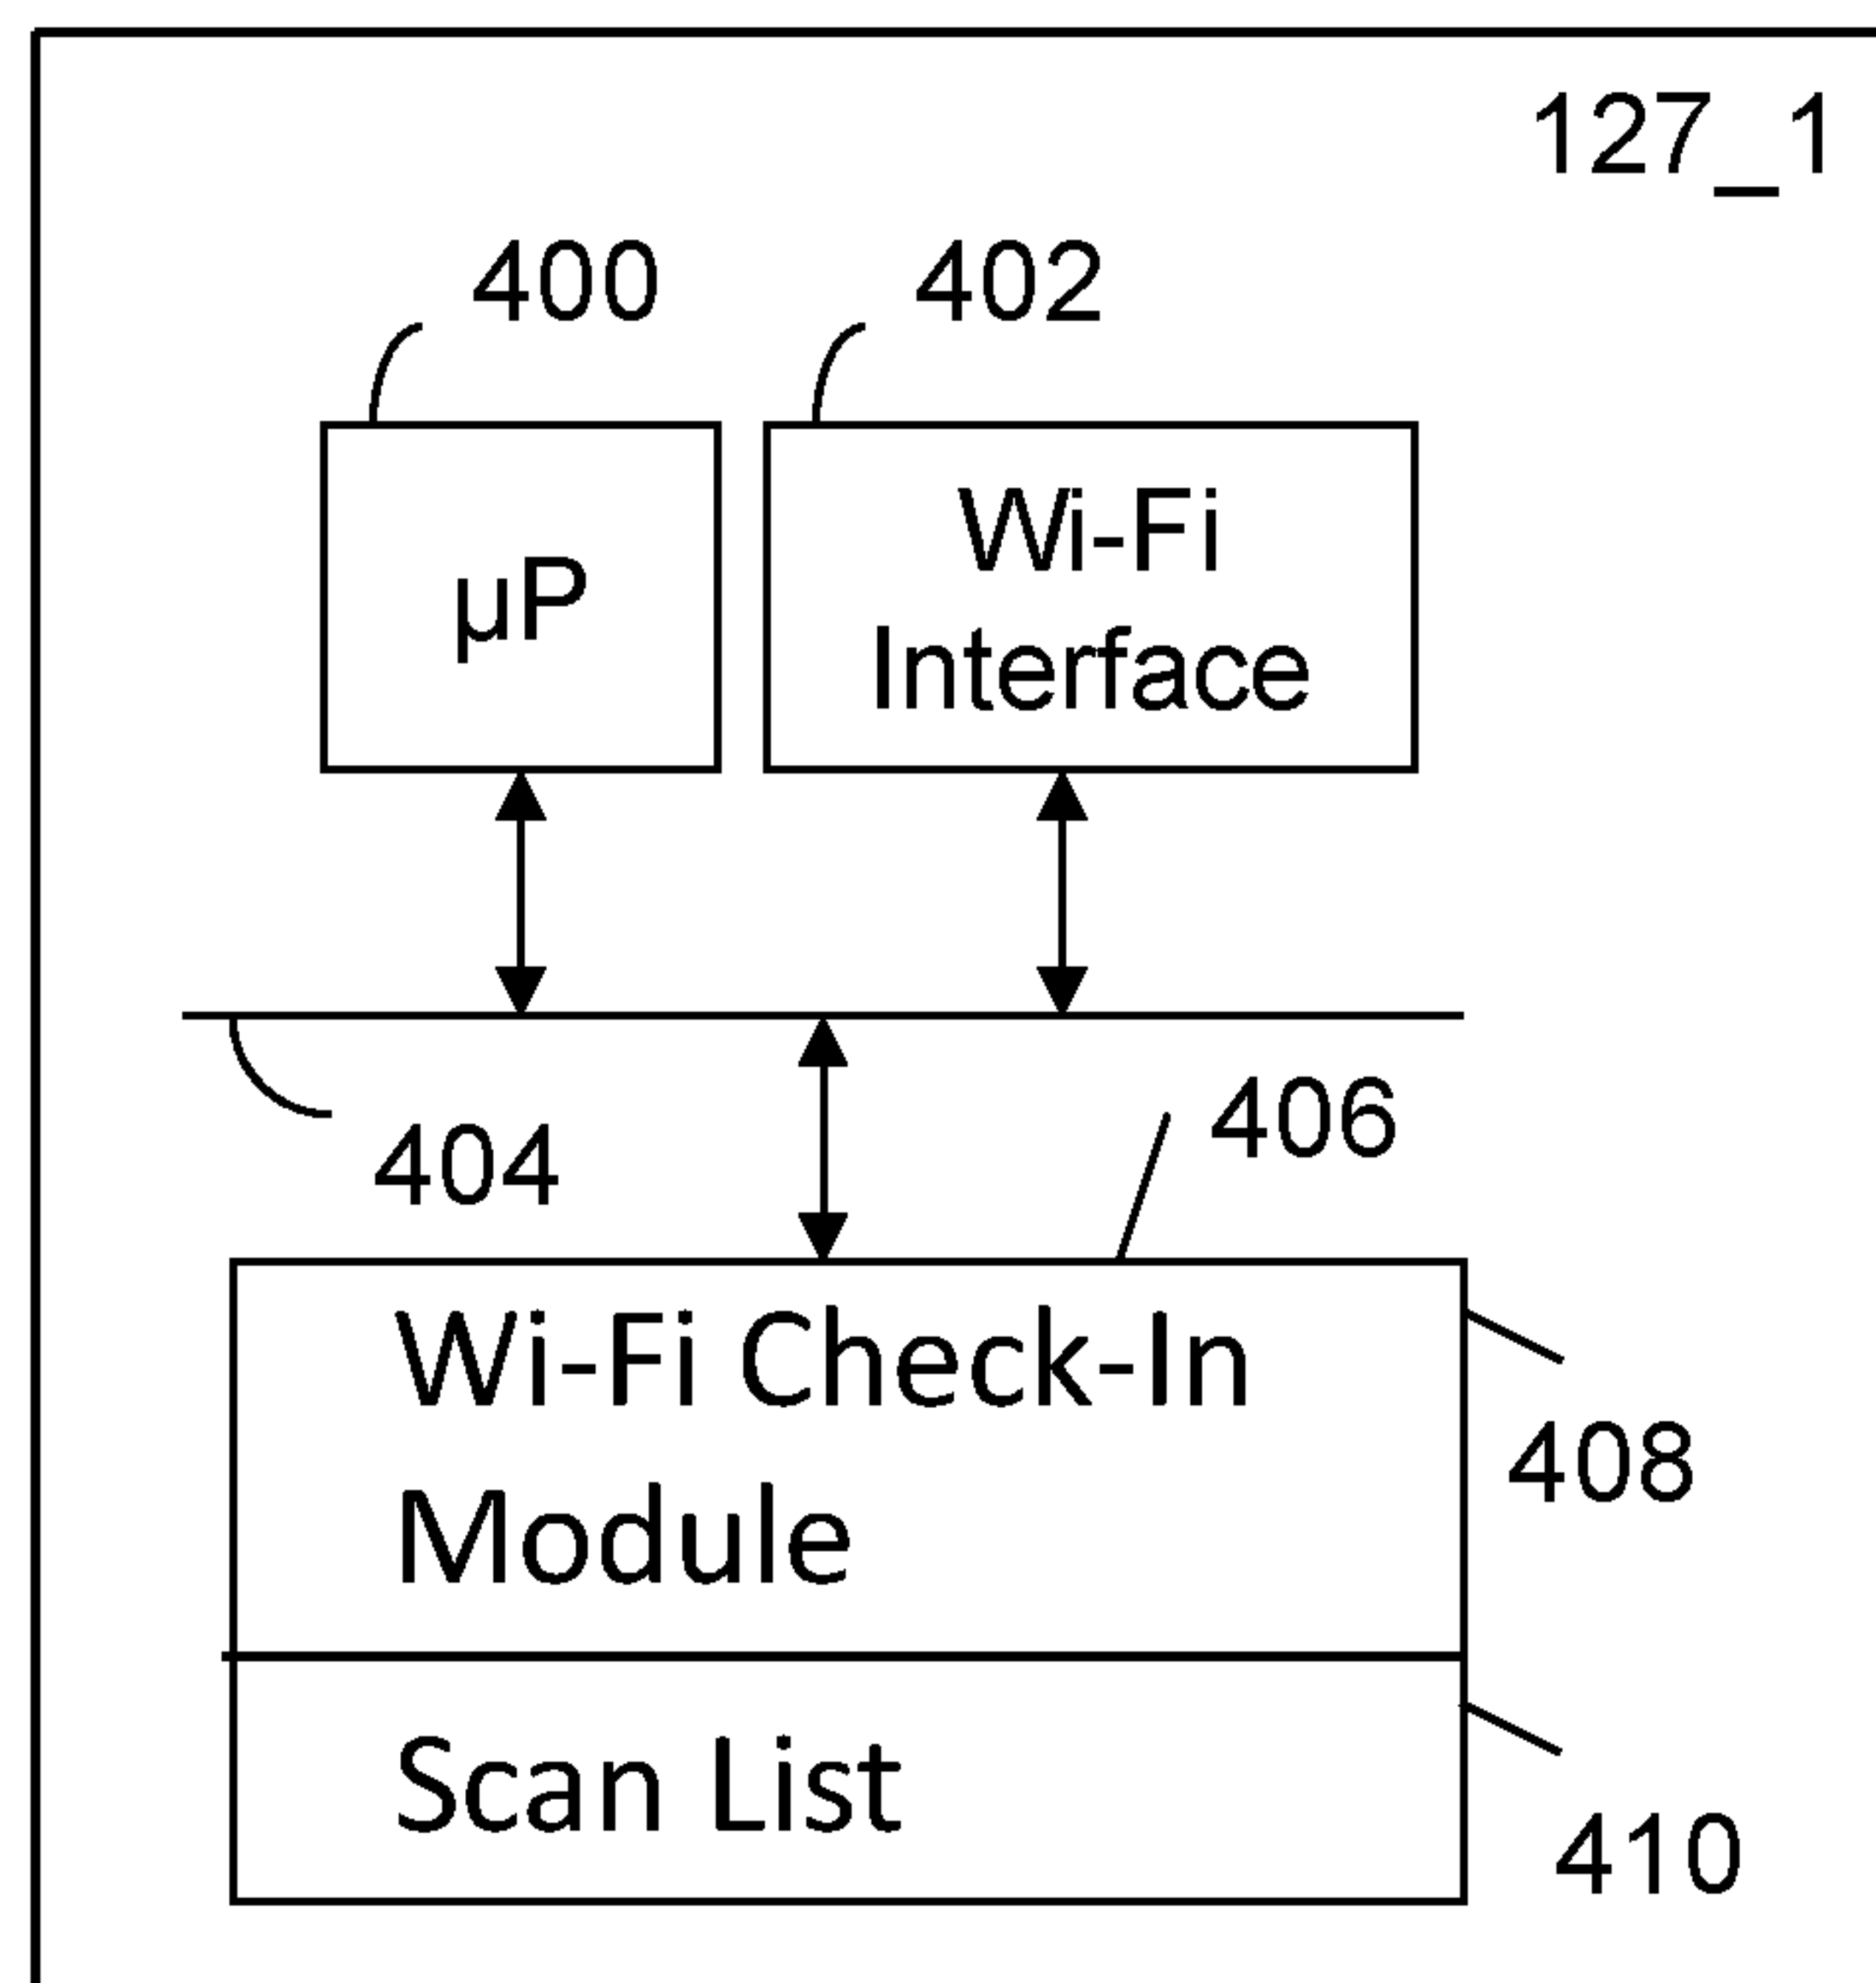 127_1
400
402
µP
Wi-Fi
Interface
404
406
Wi-Fi Check-In
Module
408
Scan List
410